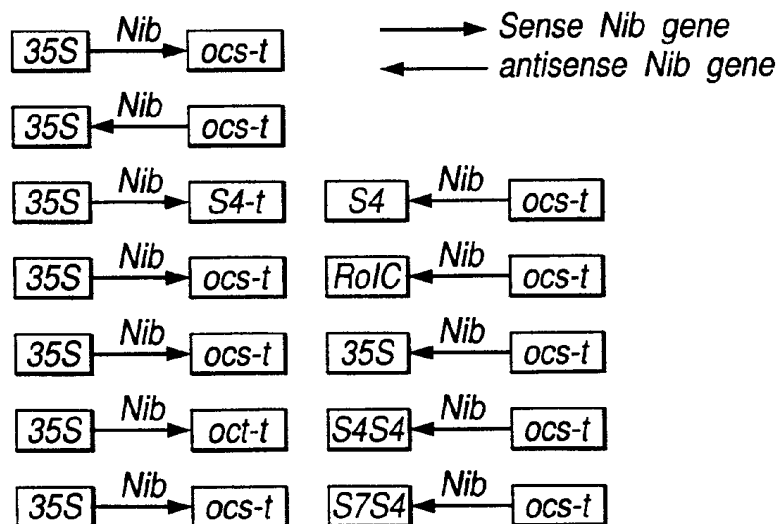 Nib
35S ocs-t
Sense Nib gene
antisense Nib gene
Nib
35S ocs-t
Nib Nib
35S S4-t S4 ocs-t
Nib Nib
35S ocs-t RolC ocs-t
Nib Nib
35S ocs-t 35S ocs-t
Nib Nib
35S oct-t S4S4 ocs-t
Nib Nib
35S ocs-t S7S4 ocs-t